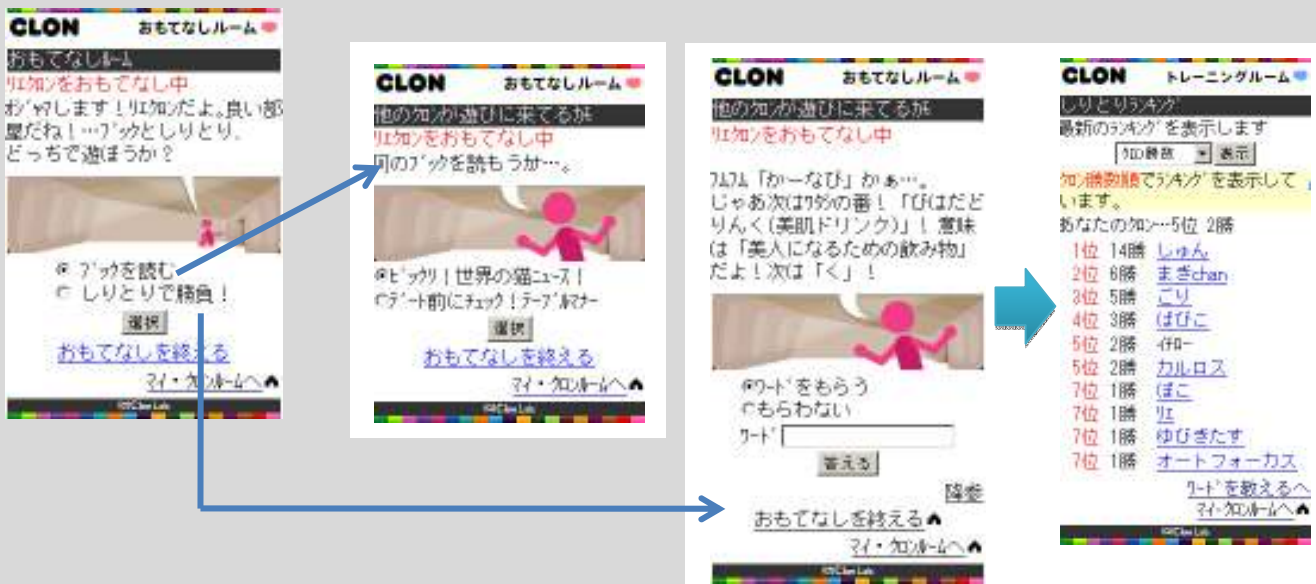 CLON おもてなしルーム
おもてなしﾙｰﾑ
ﾘｴｸﾛﾝをおもてなし中
ｵｼﾞｬﾏします！ﾘｴｸﾛﾝだよ。良い部
屋だね！…ﾌﾞｯｸとしりとり、
どっちで遊ぼうか？
ﾌﾞｯｸを読む
しりとりで勝負！
選択
おもてなしを終える
ﾏｲ・ｸﾛﾝﾙｰﾑへ
©Clon Lab.
CLON おもてなしルーム
他のｸﾛﾝが遊びに来てるよ
ﾘｴｸﾛﾝをおもてなし中
何のﾌﾞｯｸを読もうか…。
ﾋﾞｯｸﾘ！世界の猫ﾆｭｰｽ！
ﾃﾞｰﾄ前にﾁｪｯｸ！ﾃｰﾌﾞﾙﾏﾅｰ
選択
おもてなしを終える
ﾏｲ・ｸﾛﾝﾙｰﾑへ
©Clon Lab.
CLON おもてなしルーム
他のｸﾛﾝが遊びに来てるよ
ﾘｴｸﾛﾝをおもてなし中
ﾌﾑﾌﾑ「かーなび」かぁ…。
じゃあ次はﾜﾀｼの番！「びはだど
りんく(美肌ドリンク)」！意味
は「美人になるための飲み物」
だよ！次は「く」！
ﾜｰﾄﾞをもらう
もらわない
ﾜｰﾄﾞ
答える
降参
おもてなしを終える
ﾏｲ・ｸﾛﾝﾙｰﾑへ
©Clon Lab.
CLON トレーニングルーム
しりとりﾗﾝｷﾝｸﾞ
最新のﾗﾝｷﾝｸﾞを表示します
ｸﾛﾝ勝数 表示
ｸﾛﾝ勝数順でﾗﾝｷﾝｸﾞを表示して
います。
あなたのｸﾛﾝ…5位 2勝
1位 14勝 しゅん
2位 6勝 まぎchan
3位 5勝 ごり
4位 3勝 はぴこ
5位 2勝 ｲﾁﾛｰ
5位 2勝 カルロス
7位 1勝 ぽこ
7位 1勝 ﾘｴ
7位 1勝 ゆびきたす
7位 1勝 オートフォーカス
ﾜｰﾄﾞを教えるへ
ﾏｲ・ｸﾛﾝﾙｰﾑへ
©Clon Lab.